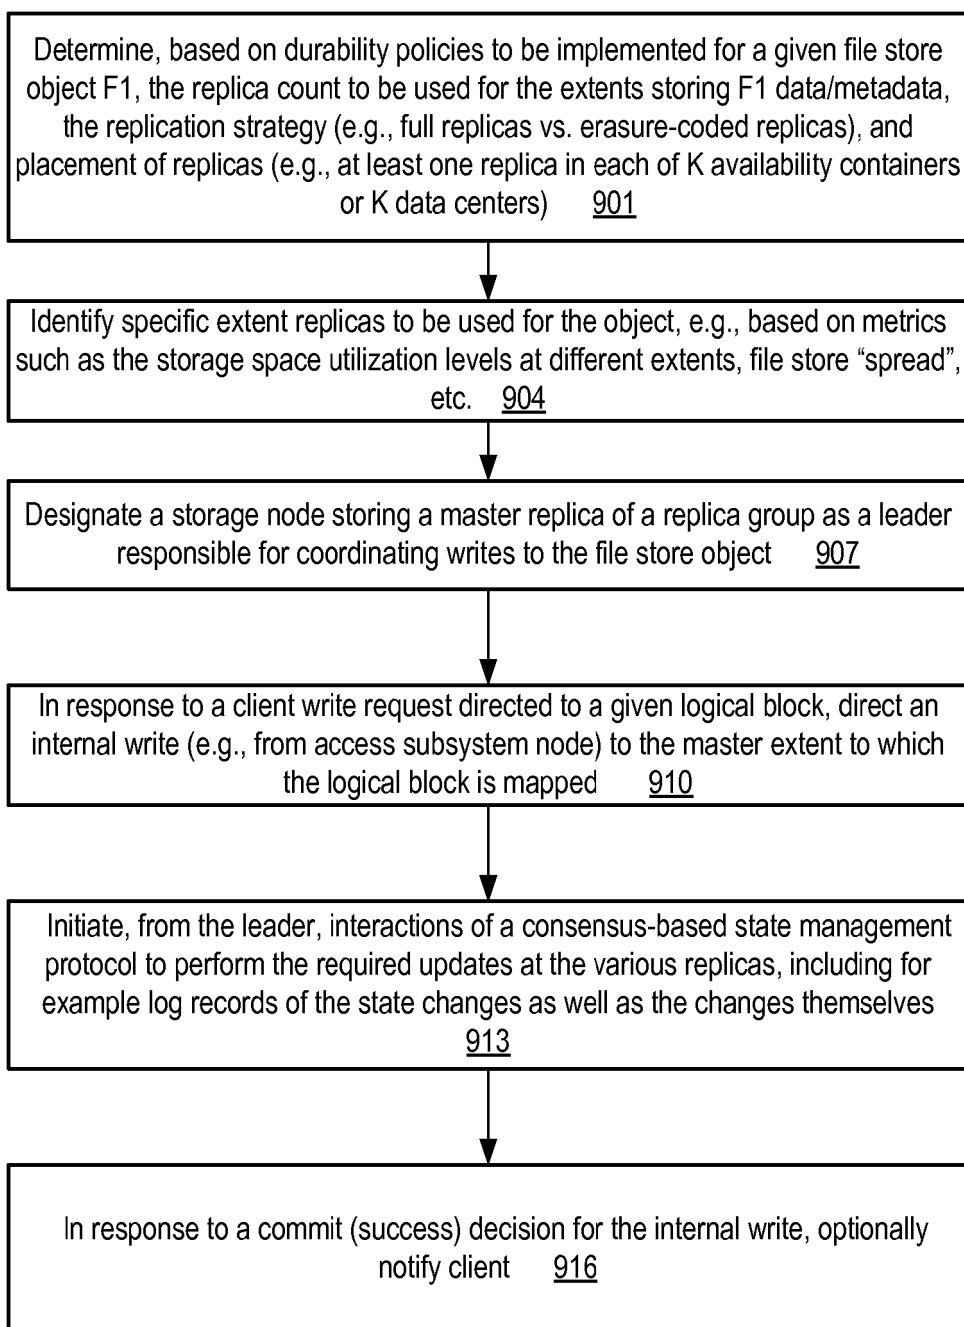 Determine, based on durability policies to be implemented for a given file store
object F1, the replica count to be used for the extents storing F1 data/metadata,
the replication strategy (e.g., full replicas vs. erasure-coded replicas), and
placement of replicas (e.g., at least one replica in each of K availability containers
or K data centers) 901
Identify specific extent replicas to be used for the object, e.g., based on metrics
such as the storage space utilization levels at different extents, file store “spread”,
etc. 904
Designate a storage node storing a master replica of a replica group as a leader
responsible for coordinating writes to the file store object 907
In response to a client write request directed to a given logical block, direct an
internal write (e.g., from access subsystem node) to the master extent to which
the logical block is mapped 910
Initiate, from the leader, interactions of a consensus-based state management
protocol to perform the required updates at the various replicas, including for
example log records of the state changes as well as the changes themselves
913
In response to a commit (success) decision for the internal write, optionally
notify client 916